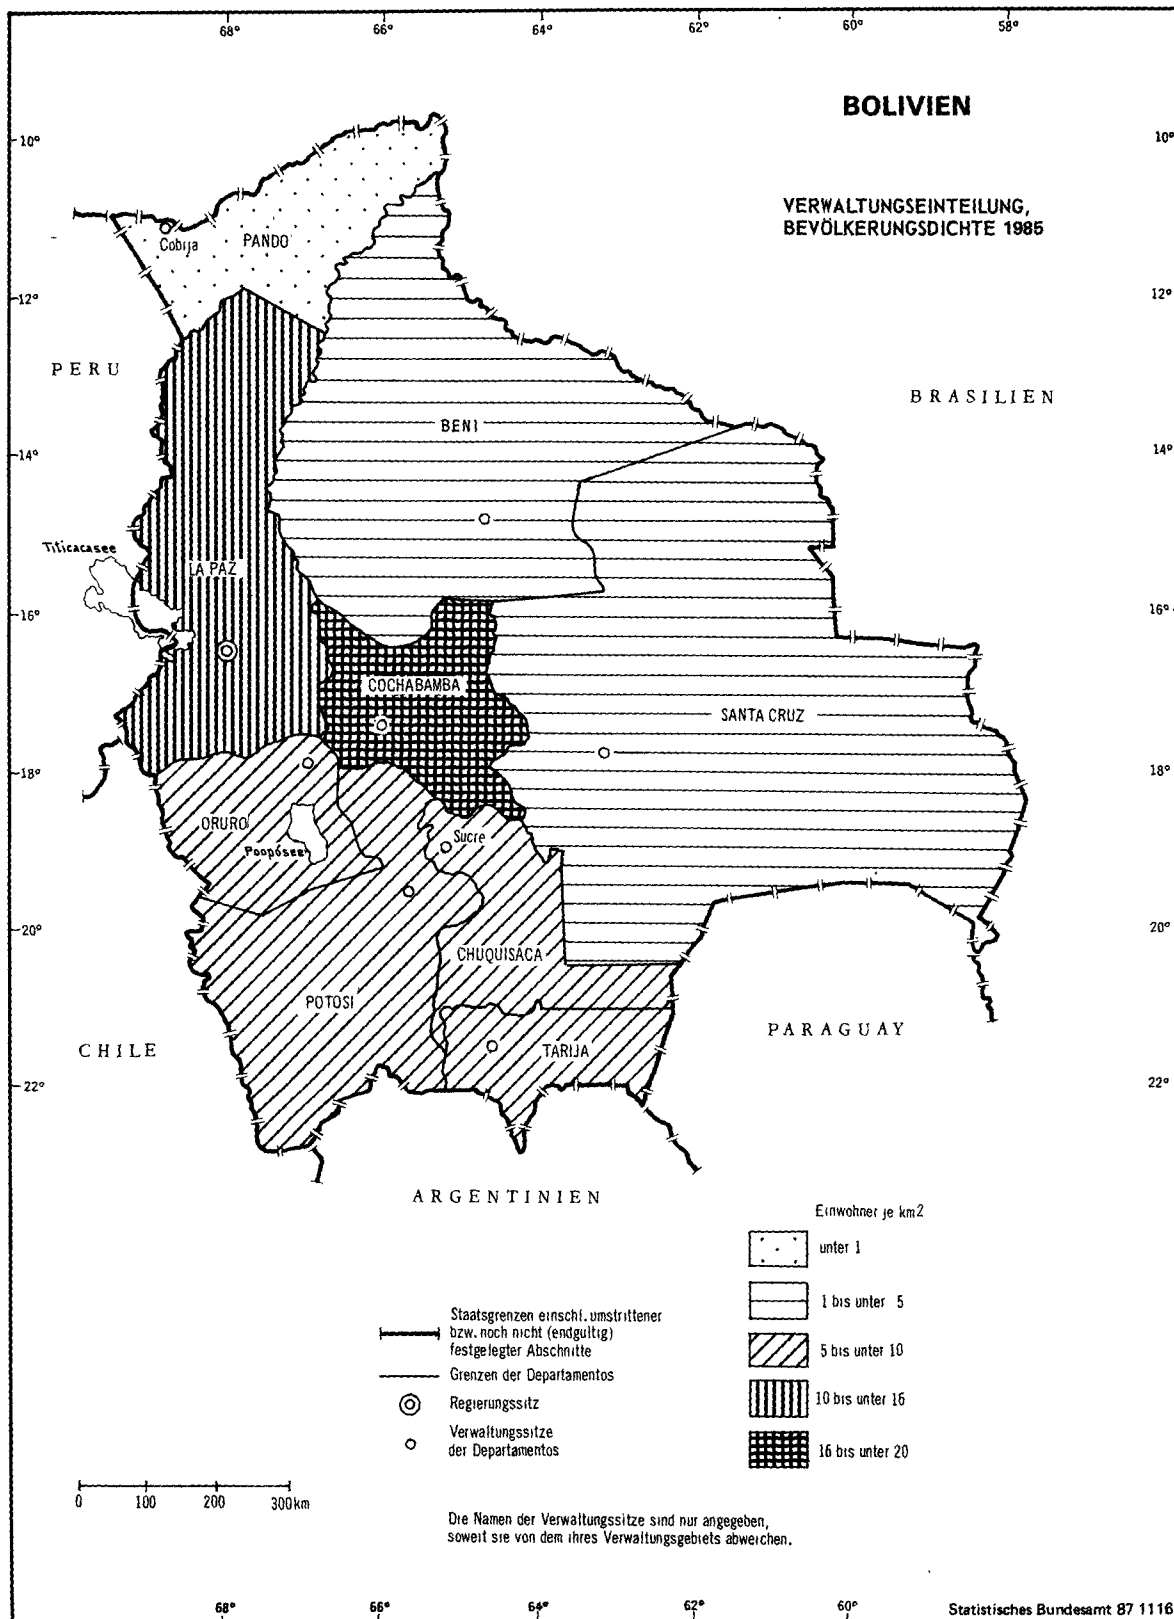 68° 66° 64° 62° 60° 58°
BOLIVIEN
10° 10°
VERWALTUNGSEINTEILUNG,
BEVÖLKERUNGSDICHTE 1985
Cobija PANDO
12° 12°
PERU
BRASILIEN
BENI
14° 14°
Titicacasee
LA PAZ
16° 16°
COCHABAMBA
SANTA CRUZ
18° 18°
ORURO
Sucre
Poopósee
20° 20°
CHUQUISACA
POTOSI
PARAGUAY
CHILE
TARIJA
22° 22°
ARGENTINIEN
Einwohner je km2
unter 1
1 bis unter 5
5 bis unter 10
10 bis unter 16
16 bis unter 20
Staatsgrenzen einschl. umstrittener
bzw. noch nicht (endgultig)
festgelegter Abschnitte
Grenzen der Departamentos
Regierungssitz
Verwaltungssitze
der Departamentos
0 100 200 300km
Die Namen der Verwaltungssitze sind nur angegeben,
soweit sie von dem ihres Verwaltungsgebiets abweichen.
68° 66° 64° 62° 60°
Statistisches Bundesamt 87 1116